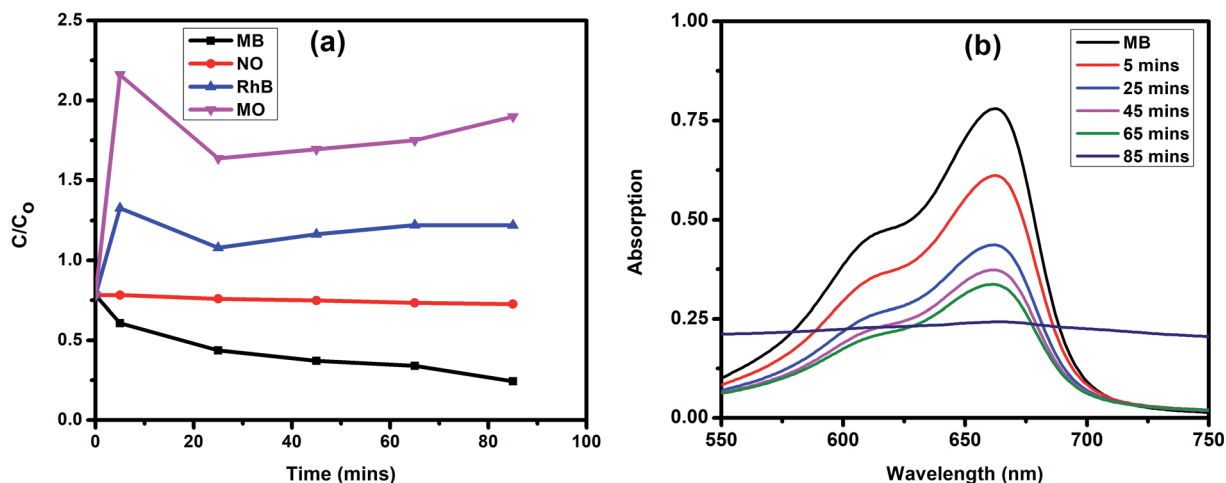 (a)
MB
NO
RhB
MO
2.5
2.0
1.5
1.0
0.5
0.0
C/Co
0 20 40 60 80 100
Time (mins)
(b)
MB
5 mins
25 mins
45 mins
65 mins
85 mins
1.00
0.75
0.50
0.25
0.00
Absorption
550 600 650 700 750
Wavelength (nm)